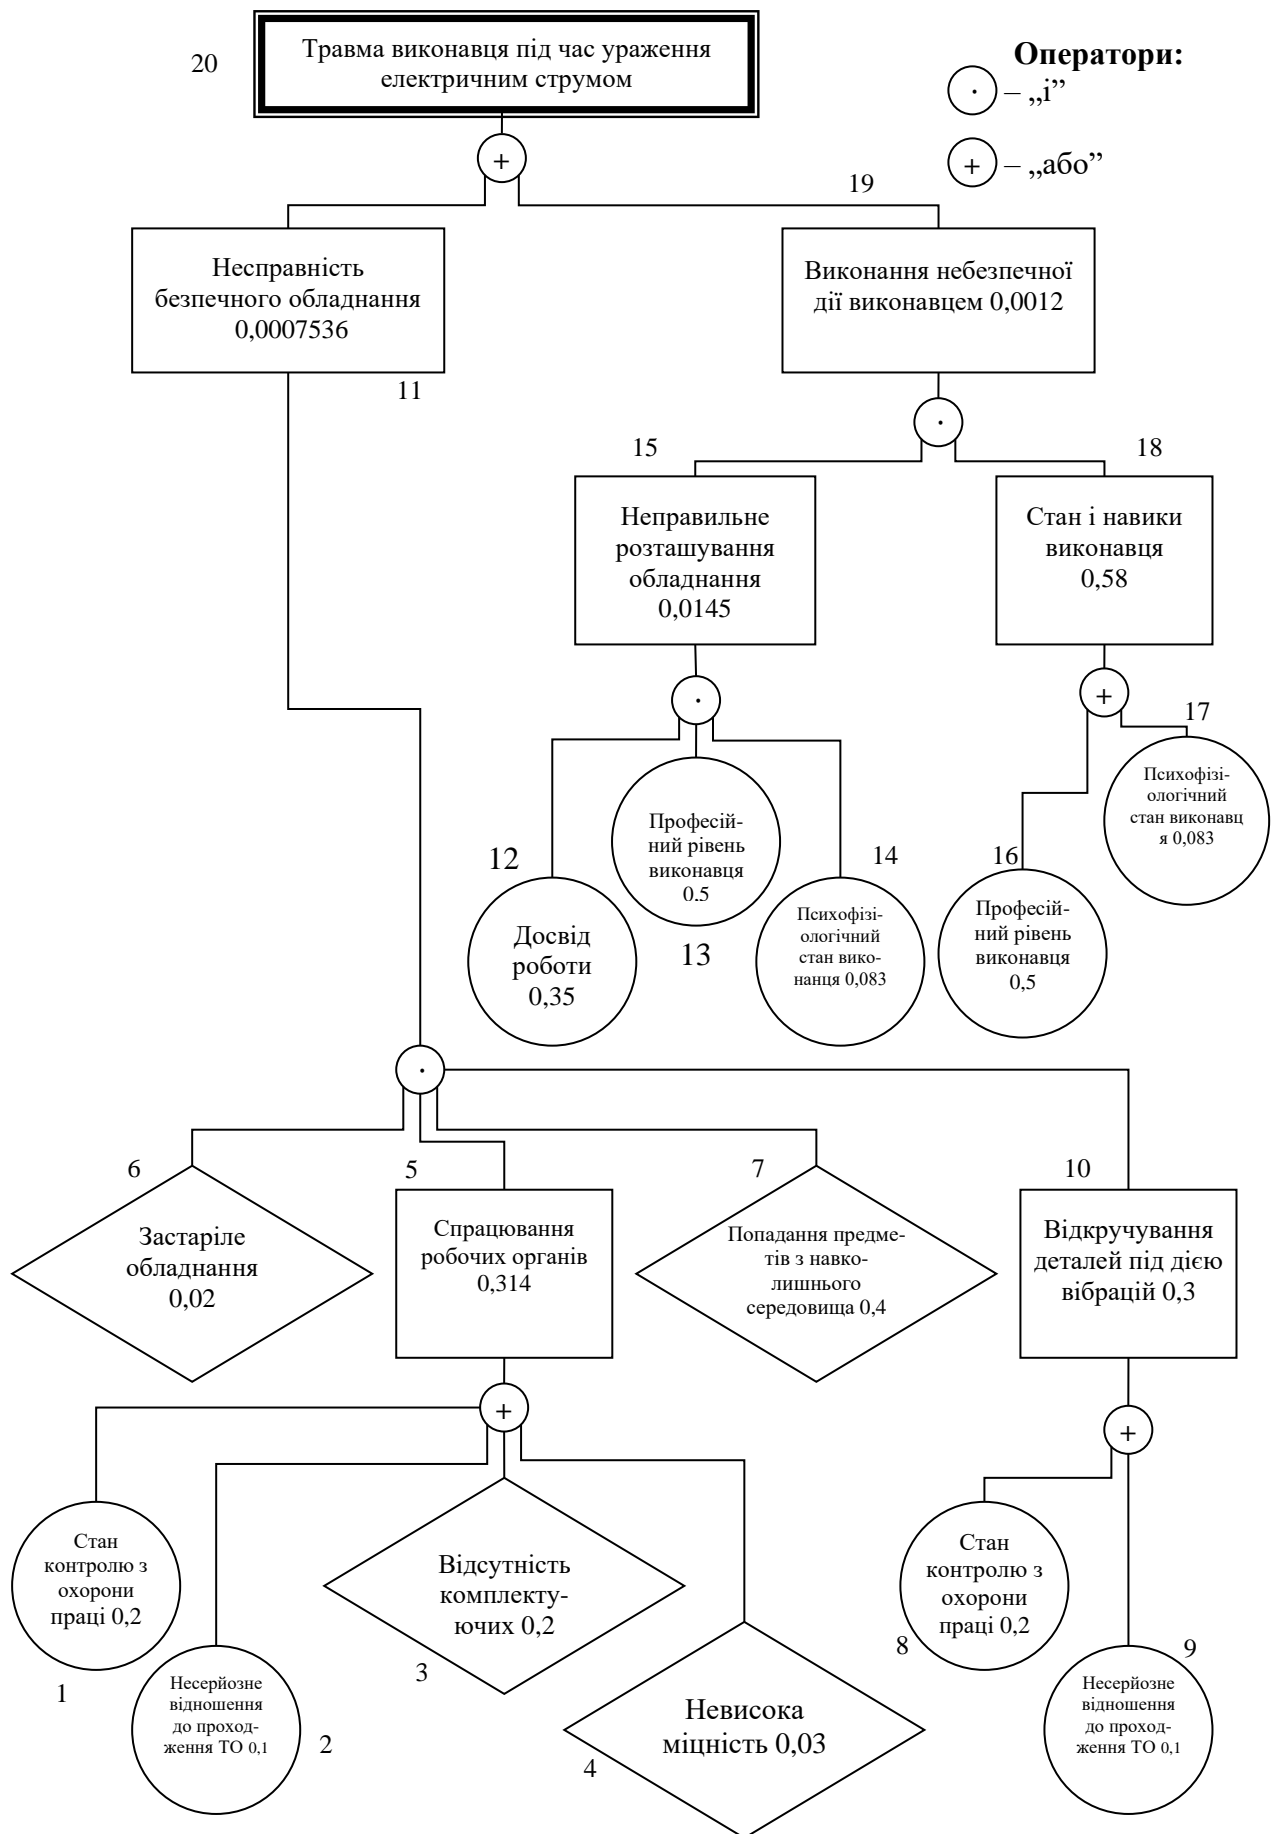 20
Травма виконавця під час ураження
електричним струмом
Оператори:
· – „і”
+ – „або”
+
19
Несправність
безпечного обладнання
0,0007536
11
Виконання небезпечної
дії виконавцем 0,0012
·
15
18
Неправильне
розташування
обладнання
0,0145
Стан і навики
виконавця
0,58
·
+
17
Психофізі-
ологічний
стан виконавц
я 0,083
Професій-
ний рівень
виконавця
0.5
12
14
16
Досвід
роботи
0,35
13
Психофізі-
ологічний
стан вико-
нанця 0,083
Професій-
ний рівень
виконавця
0,5
·
6
5
7
10
Застаріле
обладнання
0,02
Спрацювання
робочих органів
0,314
Попадання предме-
тів з навко-
лишнього
середовища 0,4
Відкручування
деталей під дією
вібрацій 0,3
+
+
Стан
контролю з
охорони
праці 0,2
1
Несерйозне
відношення
до проход-
ження ТО 0,1
2
Відсутність
комплекту-
ючих 0,2
3
Невисока
міцність 0,03
4
Стан
контролю з
охорони
праці 0,2
8
9
Несерйозне
відношення
до проход-
ження ТО 0,1